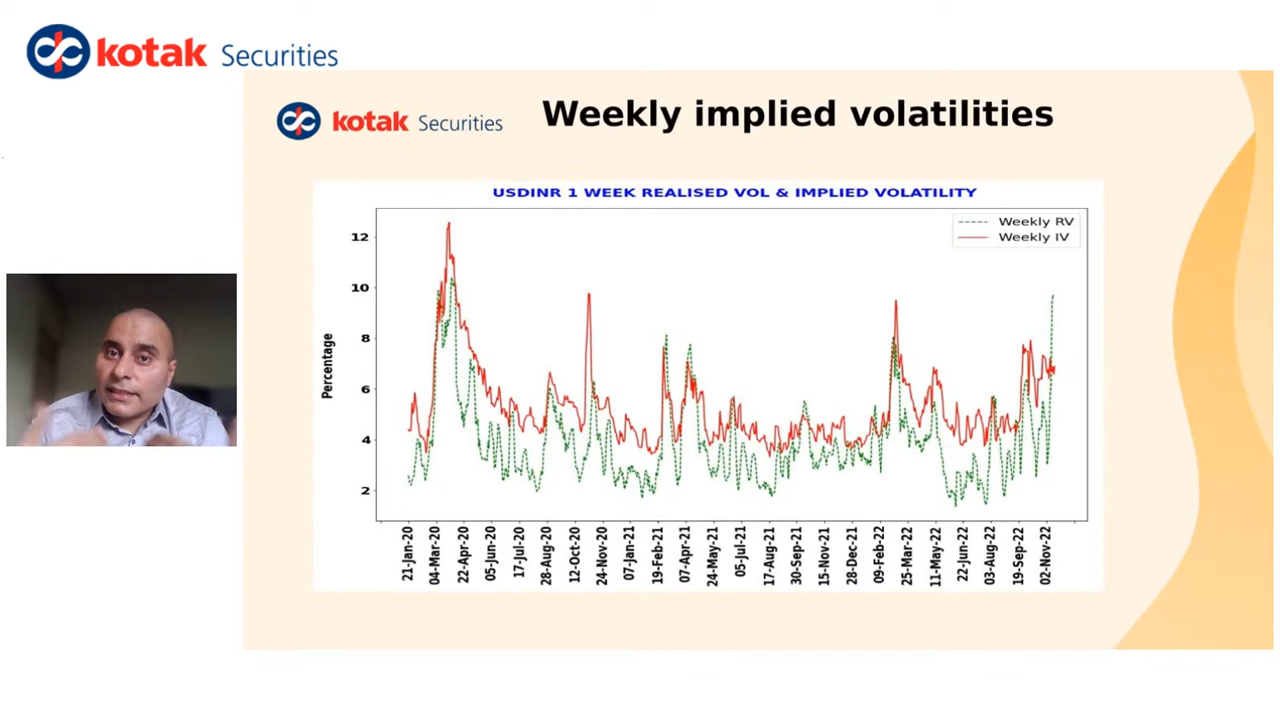 kotak Securities
kotak Securities
Weekly implied volatilities
USDINR 1 WEEK REALISED VOL & IMPLIED VOLATILITY
Weekly RV
Weekly IV
12
10
8
6
4
2
Percentage
21-Jan-20
04-Mar-20
22-Apr-20
05-Jun-20
17-Jul-20
28-Aug-20
12-Oct-20
24-Nov-20
07-Jan-21
19-Feb-21
07-Apr-21
24-May-21
05-Jul-21
17-Aug-21
30-Sep-21
15-Nov-21
28-Dec-21
09-Feb-22
25-Mar-22
11-May-22
22-Jun-22
03-Aug-22
19-Sep-22
02-Nov-22